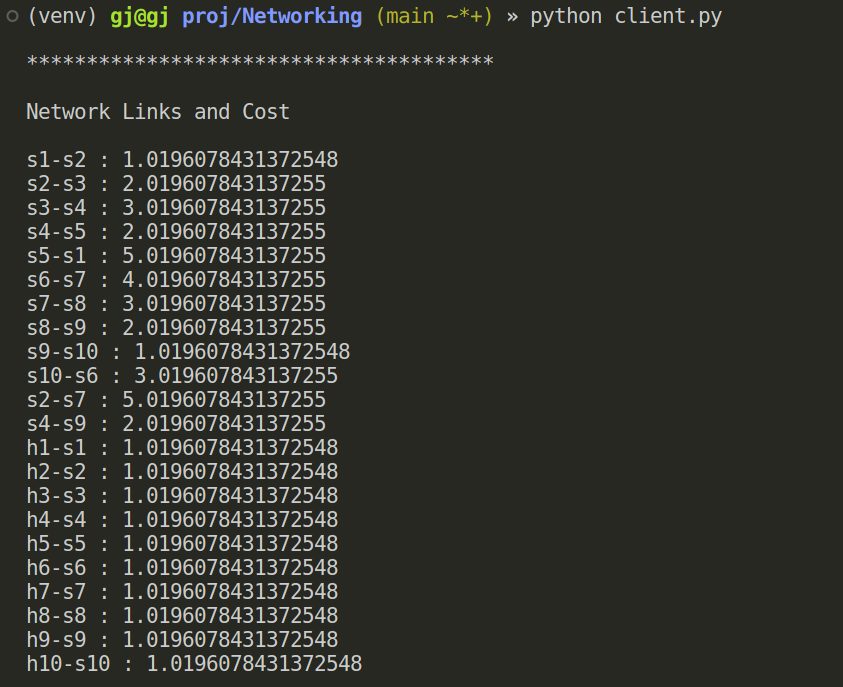 (venv) gj@gj proj/Networking (main ~*+) » python client.py
***************************************
Network Links and Cost
s1-s2 : 1.0196078431372548
s2-s3 : 2.019607843137255
s3-s4 : 3.019607843137255
s4-s5 : 2.019607843137255
s5-s1 : 5.019607843137255
s6-s7 : 4.019607843137255
s7-s8 : 3.019607843137255
s8-s9 : 2.019607843137255
s9-s10 : 1.0196078431372548
s10-s6 : 3.019607843137255
s2-s7 : 5.019607843137255
s4-s9 : 2.019607843137255
h1-s1 : 1.0196078431372548
h2-s2 : 1.0196078431372548
h3-s3 : 1.0196078431372548
h4-s4 : 1.0196078431372548
h5-s5 : 1.0196078431372548
h6-s6 : 1.0196078431372548
h7-s7 : 1.0196078431372548
h8-s8 : 1.0196078431372548
h9-s9 : 1.0196078431372548
h10-s10 : 1.0196078431372548